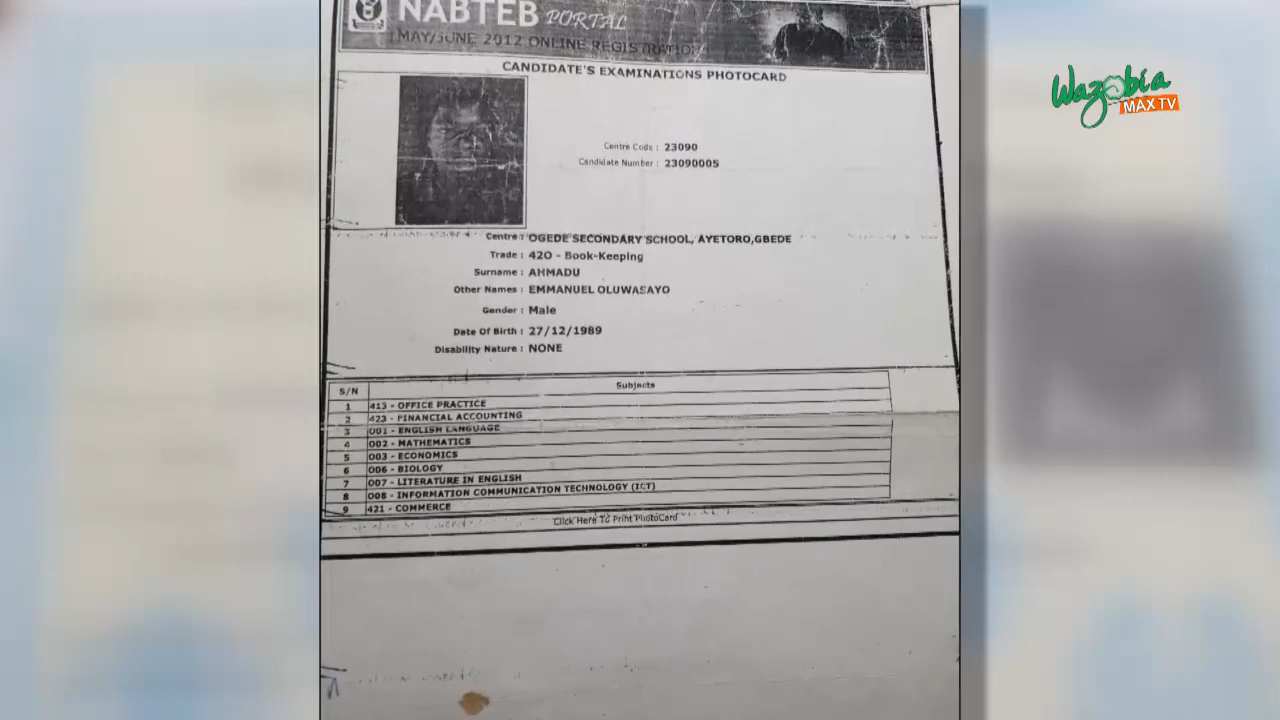 NABTEB PORTAL
MAY/JUNE 2012 ONLINE REGISTRATION
CANDIDATE'S EXAMINATIONS PHOTOCARD
Wazobia
MAX TV
Centre Code : 23090
Candidate Number : 23090005
Centre : OGEDE SECONDARY SCHOOL, AYETORO,GBEDE
Trade : 420 - Book-Keeping
Surname : AHMADU
Other Names : EMMANUEL OLUWASAYO
Gender : Male
Date Of Birth : 27/12/1989
Disability Nature : NONE
S/N Subjects
1 413 - OFFICE PRACTICE
2 423 - FINANCIAL ACCOUNTING
3 001 - ENGLISH LANGUAGE
4 002 - MATHEMATICS
5 003 - ECONOMICS
6 006 - BIOLOGY
7 007 - LITERATURE IN ENGLISH
8 008 - INFORMATION COMMUNICATION TECHNOLOGY (ICT)
9 421 - COMMERCE
Click Here To Print PhotoCard